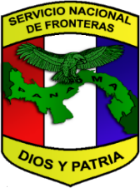 SERVICIO NACIONAL
DE FRONTERAS
DIOS Y PATRIA